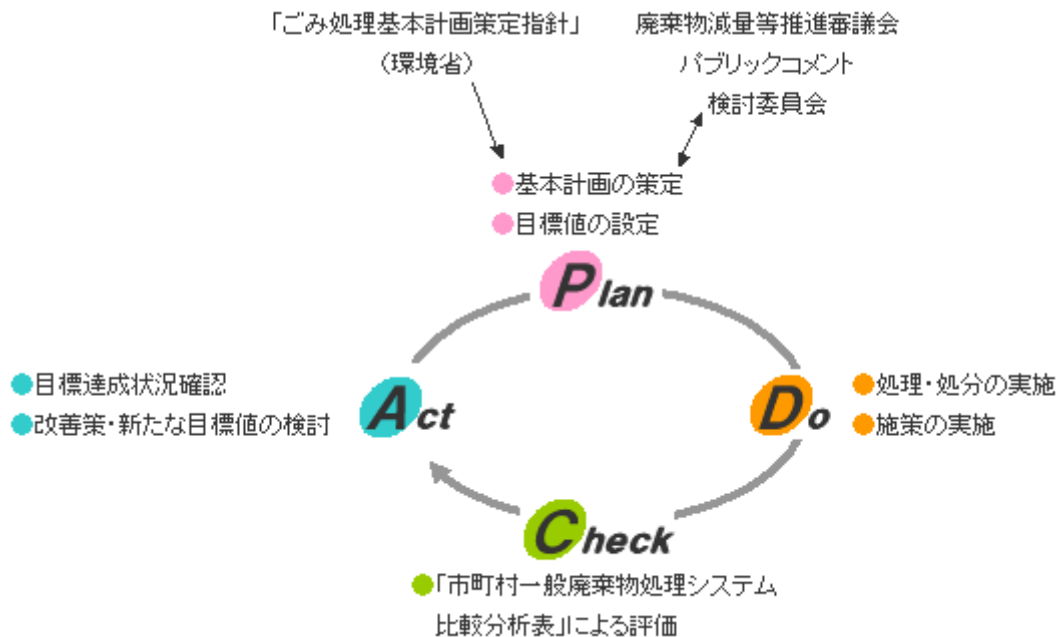 「ごみ処理基本計画策定指針」
（環境省）
廃棄物減量等推進審議会
パブリックコメント
検討委員会
●基本計画の策定
●目標値の設定
Plan
●目標達成状況確認
●改善策・新たな目標値の検討
Act
Do
●処理・処分の実施
●施策の実施
Check
●「市町村一般廃棄物処理システム
比較分析表」による評価